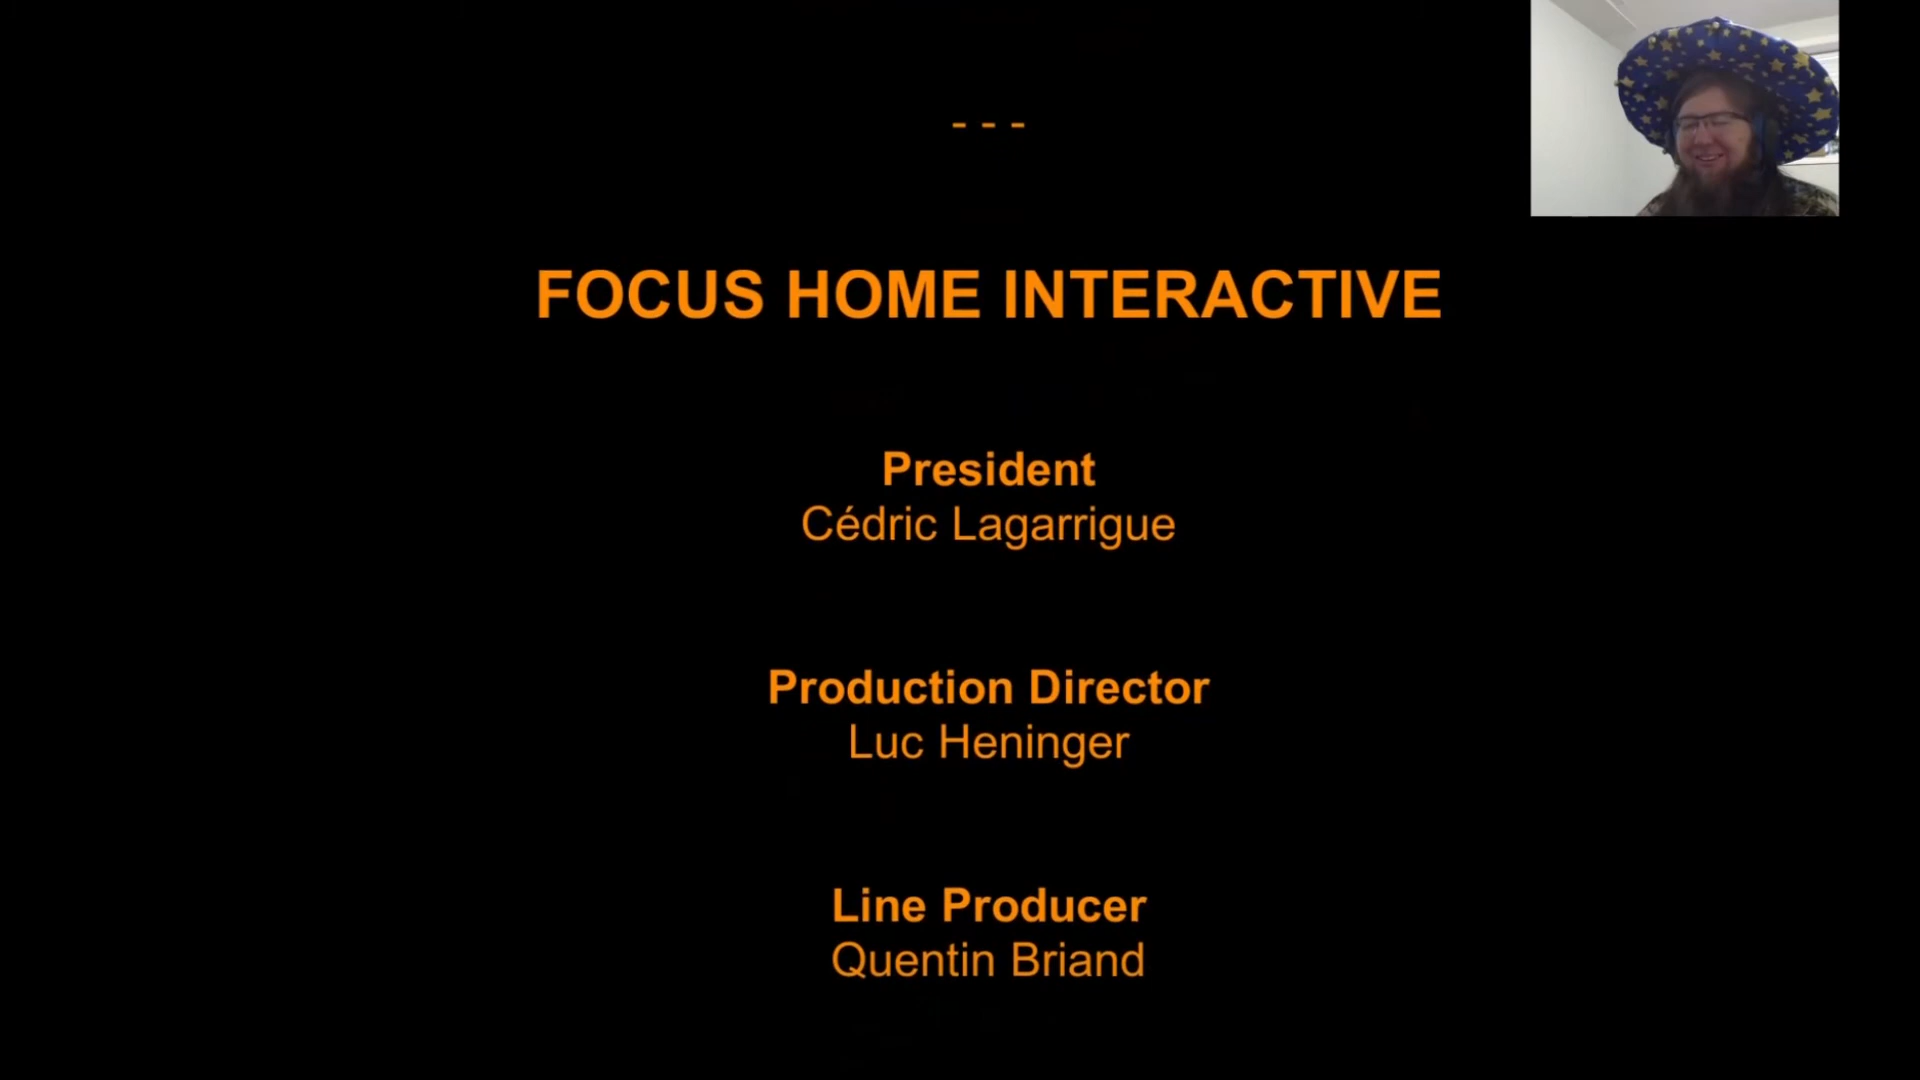 - - -
FOCUS HOME INTERACTIVE
President
Cédric Lagarrigue
Production Director
Luc Heninger
Line Producer
Quentin Briand